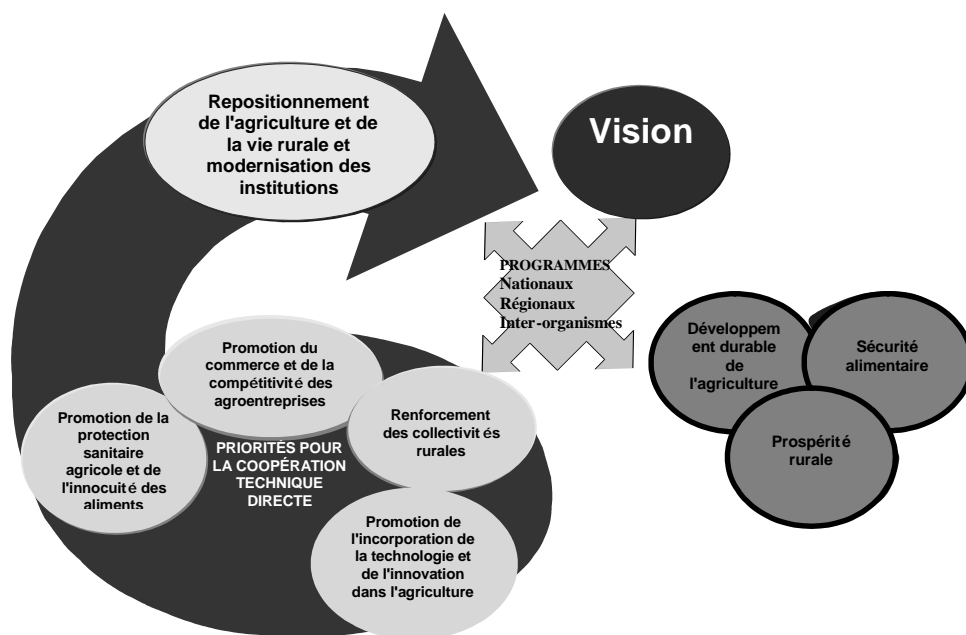 Repositionnement
de l'agriculture et de
la vie rurale et
modernisation des
institutions
Vision
PROGRAMMES
Nationaux
Régionaux
Inter-organismes
Promotion du
commerce et de la
compétitivité des
agroentreprises
Promotion de la
protection
sanitaire
agricole et de
l'innocuité des
aliments
PRIORITÉS POUR
LA COOPÉRATION
TECHNIQUE
DIRECTE
Renforcement
des collectivités
rurales
Promotion de
l'incorporation de
la technologie et
de l'innovation
dans l'agriculture
Développem
ent durable
de
l'agriculture
Sécurité
alimentaire
Prospérité
rurale